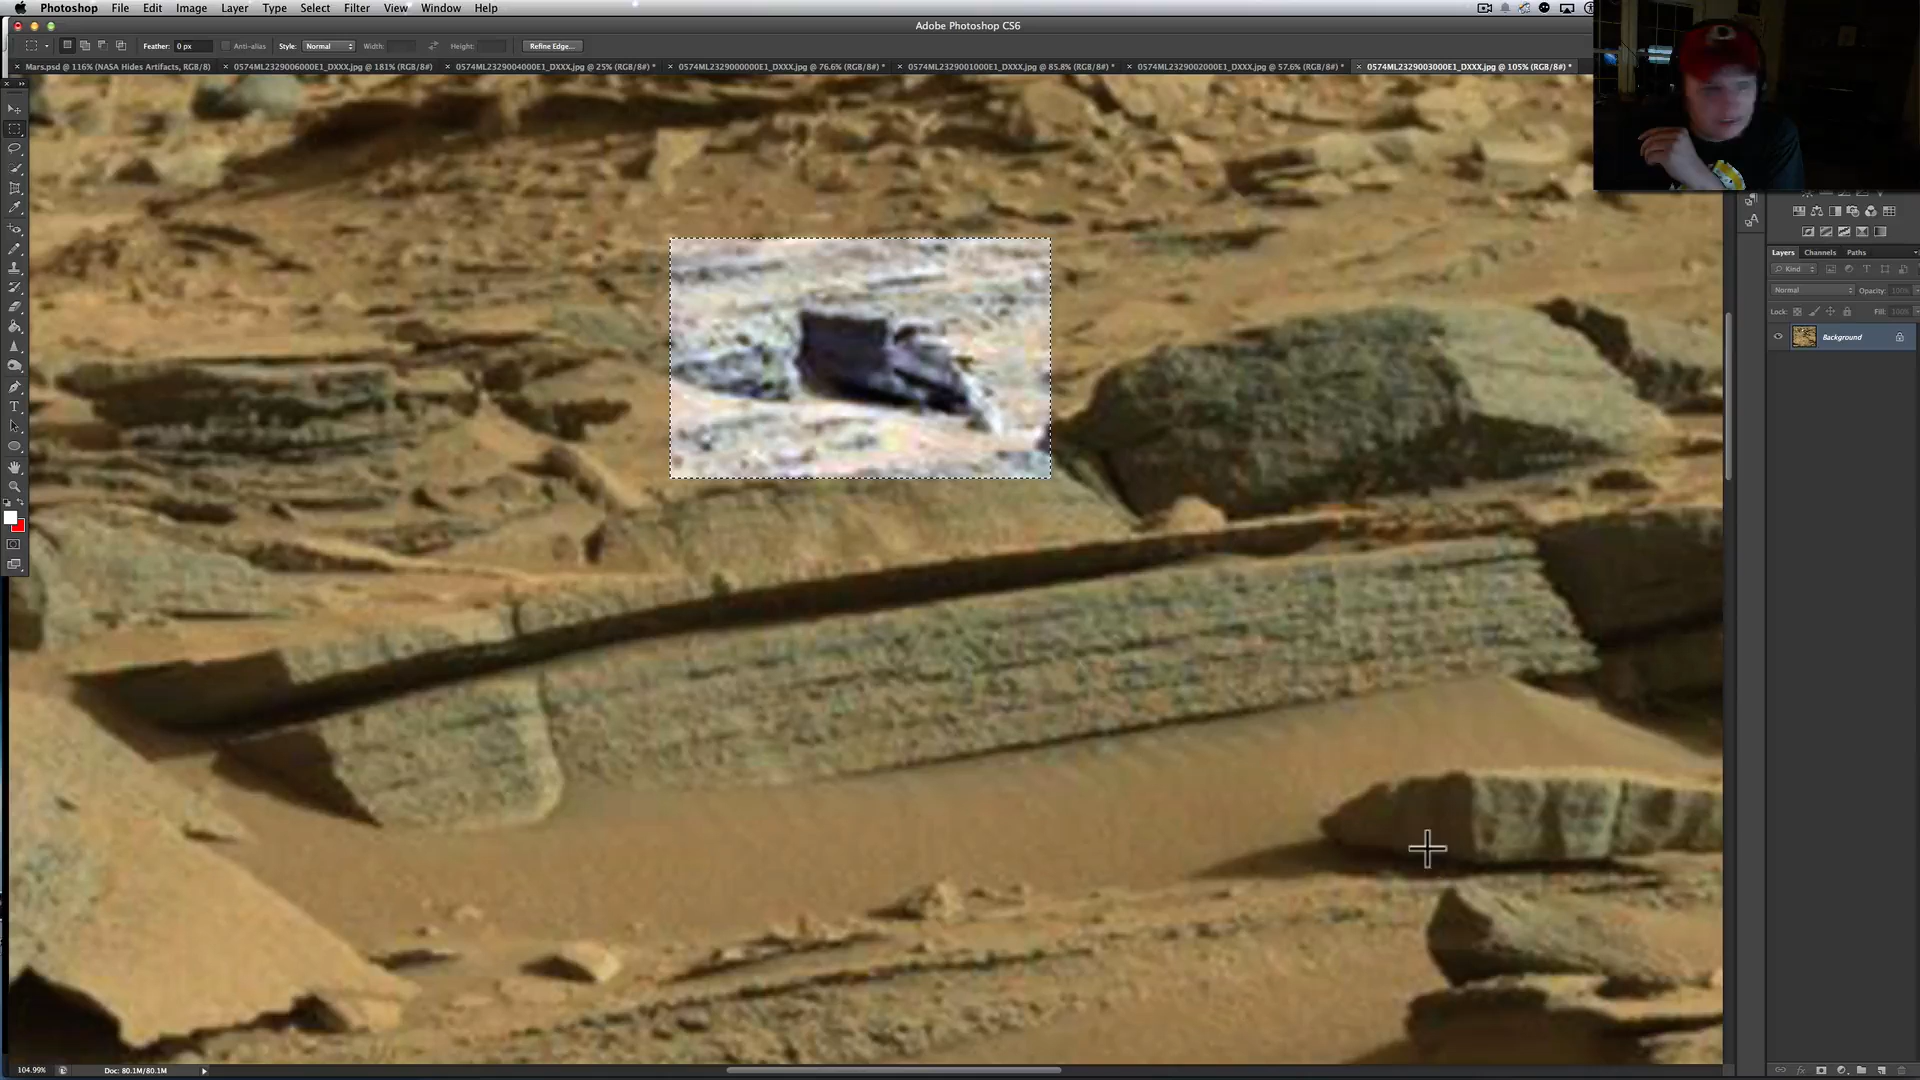 Photoshop File Edit Image Layer Type Select Filter View Window Help
Adobe Photoshop CS6
Feather: 0 px Anti-alias Style: Normal Width: Height: Refine Edge...
Mars.psd @ 116% (NASA Hides Artifacts, RGB/8) 0574ML2329006000E1_DXXX.jpg @ 181% (RGB/8#) 0574ML2329004000E1_DXXX.jpg @ 25% (RGB/8#) * 0574ML2329000000E1_DXXX.jpg @ 76.6% (RGB/8#) * 0574ML2329001000E1_DXXX.jpg @ 85.8% (RGB/8#) * 0574ML2329002000E1_DXXX.jpg @ 57.6% (RGB/8#) * 0574ML2329003000E1_DXXX.jpg @ 105% (RGB/8#) *
Layers Channels Paths
Kind
Normal Opacity: 100%
Lock: Fill: 100%
Background
104.99% Doc: 80.1M/80.1M